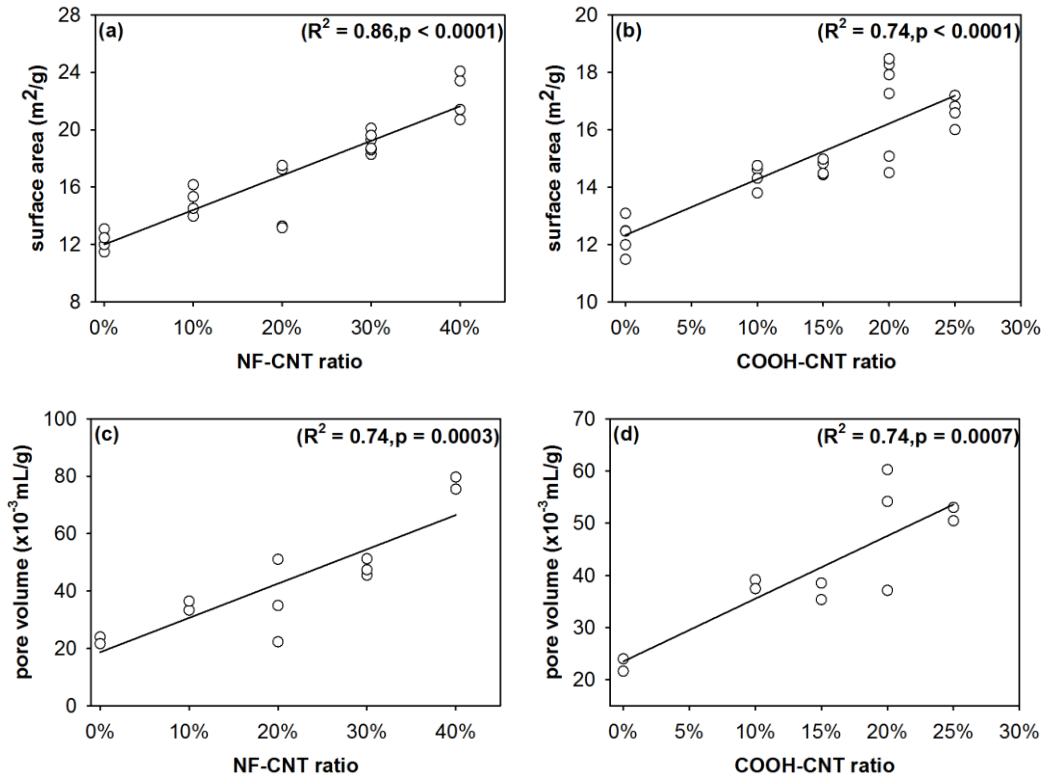 (a)
(R² = 0.86,p < 0.0001)
28
24
20
16
12
8
surface area (m²/g)
0% 10% 20% 30% 40%
NF-CNT ratio
(b)
(R² = 0.74,p < 0.0001)
20
18
16
14
12
10
surface area (m²/g)
0% 5% 10% 15% 20% 25% 30%
COOH-CNT ratio
(c)
(R² = 0.74,p = 0.0003)
100
80
60
40
20
0
pore volume (x10⁻³mL/g)
0% 10% 20% 30% 40%
NF-CNT ratio
(d)
(R² = 0.74,p = 0.0007)
70
60
50
40
30
20
pore volume (x10⁻³mL/g)
0% 5% 10% 15% 20% 25% 30%
COOH-CNT ratio